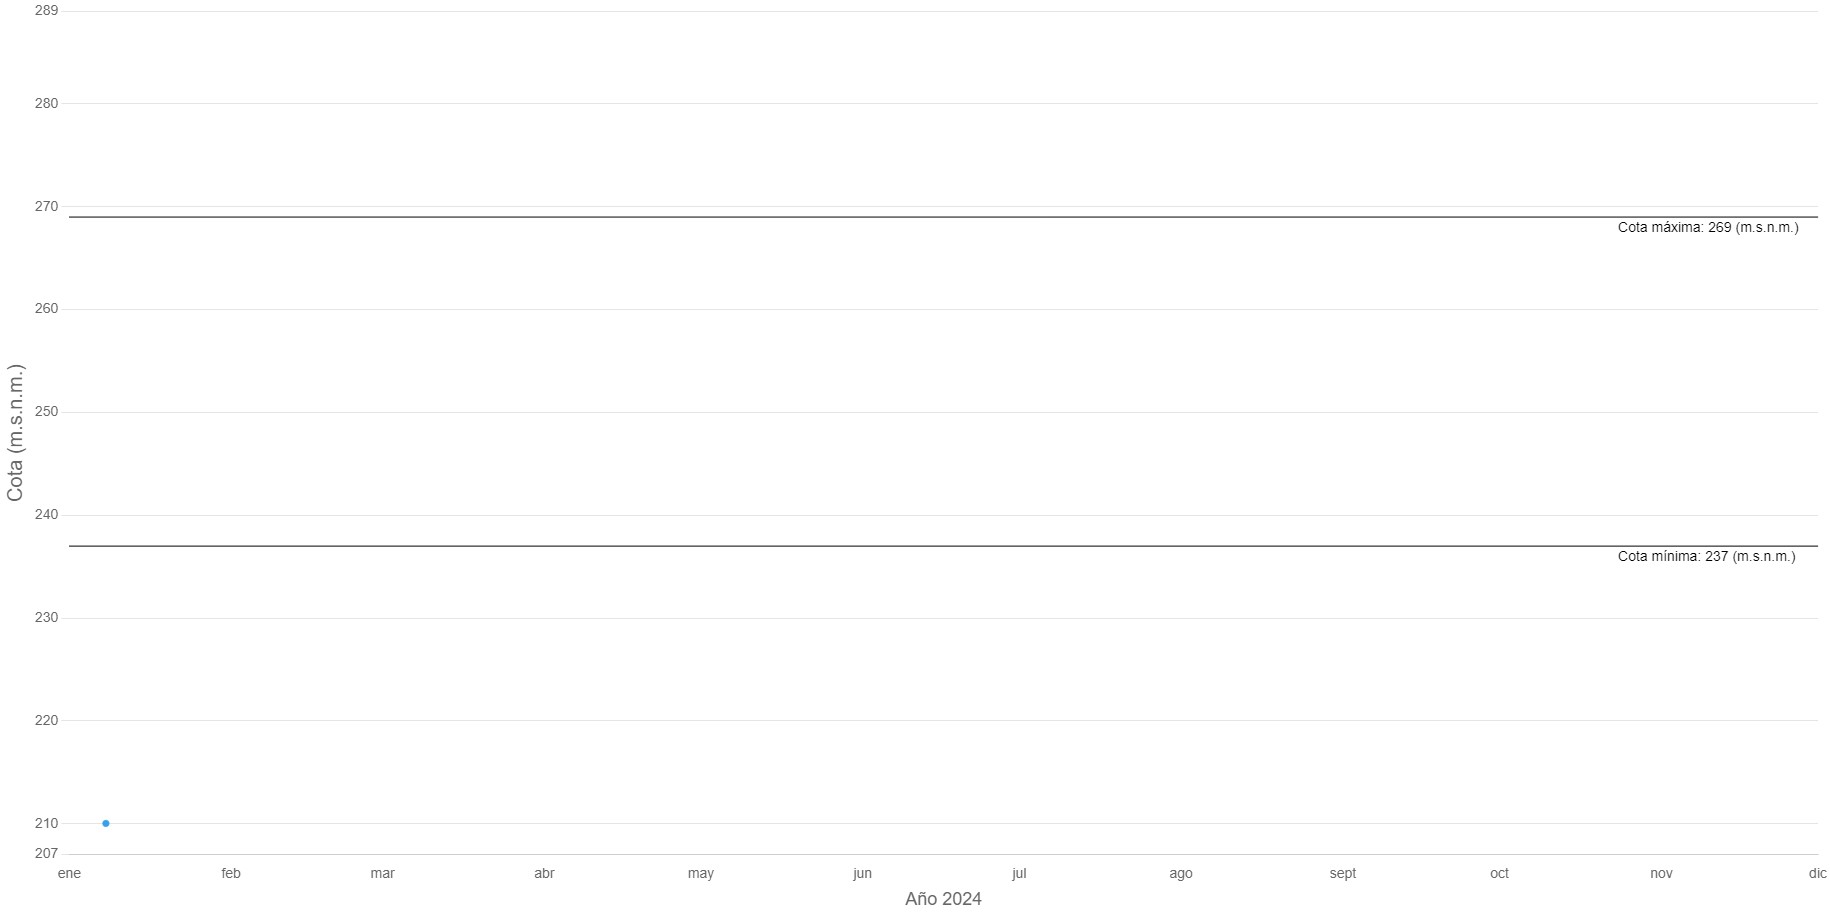 289
280
270
Cota máxima: 269 (m.s.n.m.)
260
250
Cota (m.s.n.m.)
240
Cota mínima: 237 (m.s.n.m.)
230
220
210
207
ene feb mar abr may jun jul ago sept oct nov dic
Año 2024